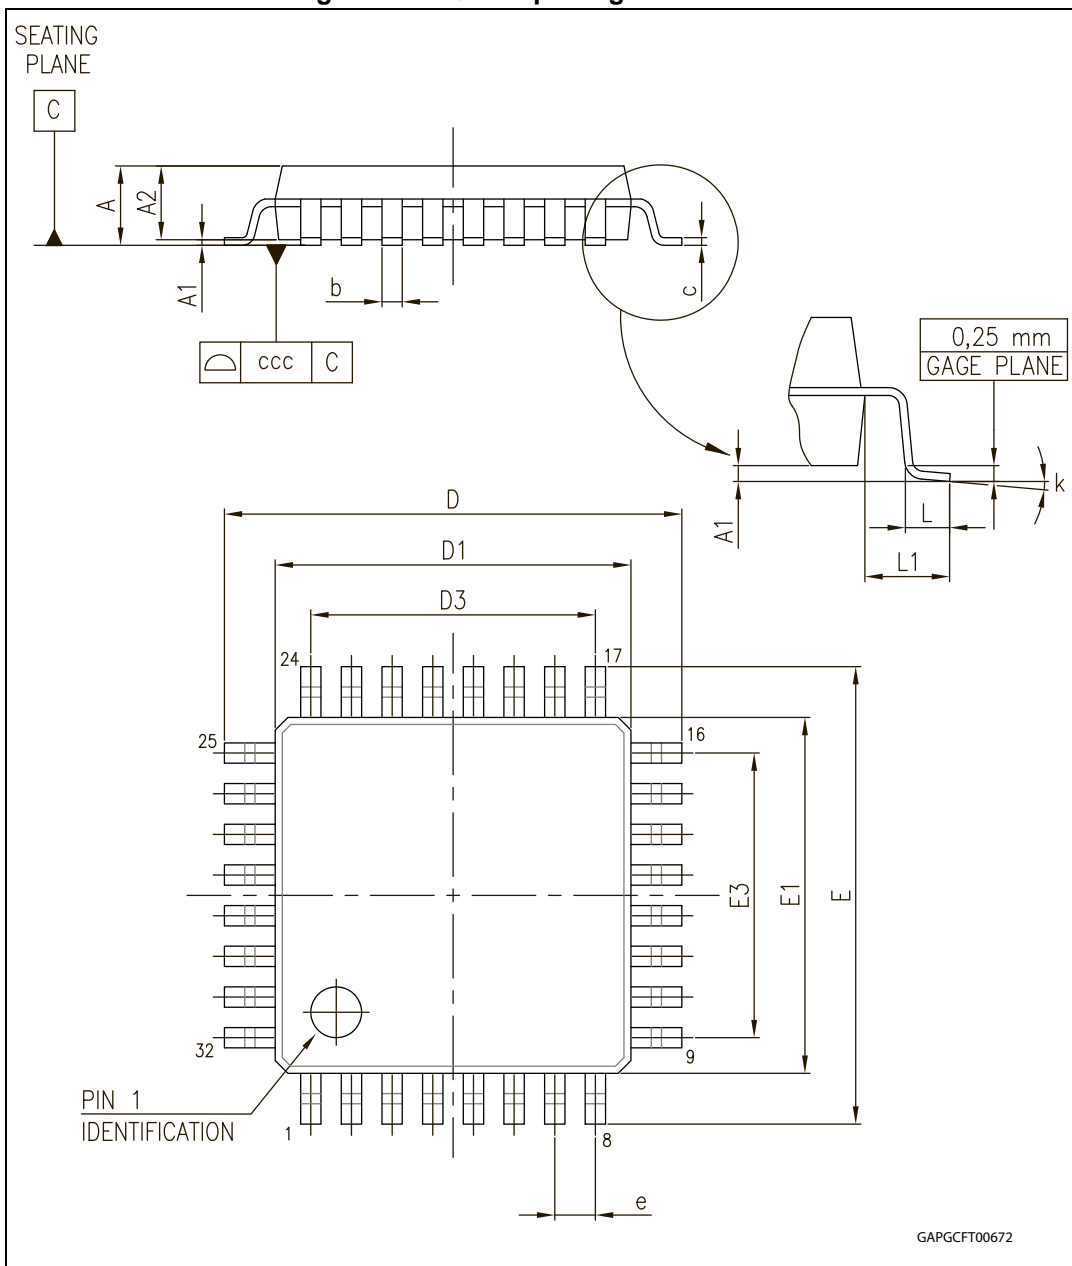 SEATING
PLANE
C
A
A2
A1
b
c
ccc
C
0,25 mm
GAGE PLANE
A1
k
L
L1
D
D1
D3
24
17
25
16
E3
E1
E
32
9
PIN 1
IDENTIFICATION
1
8
e
GAPGCFT00672